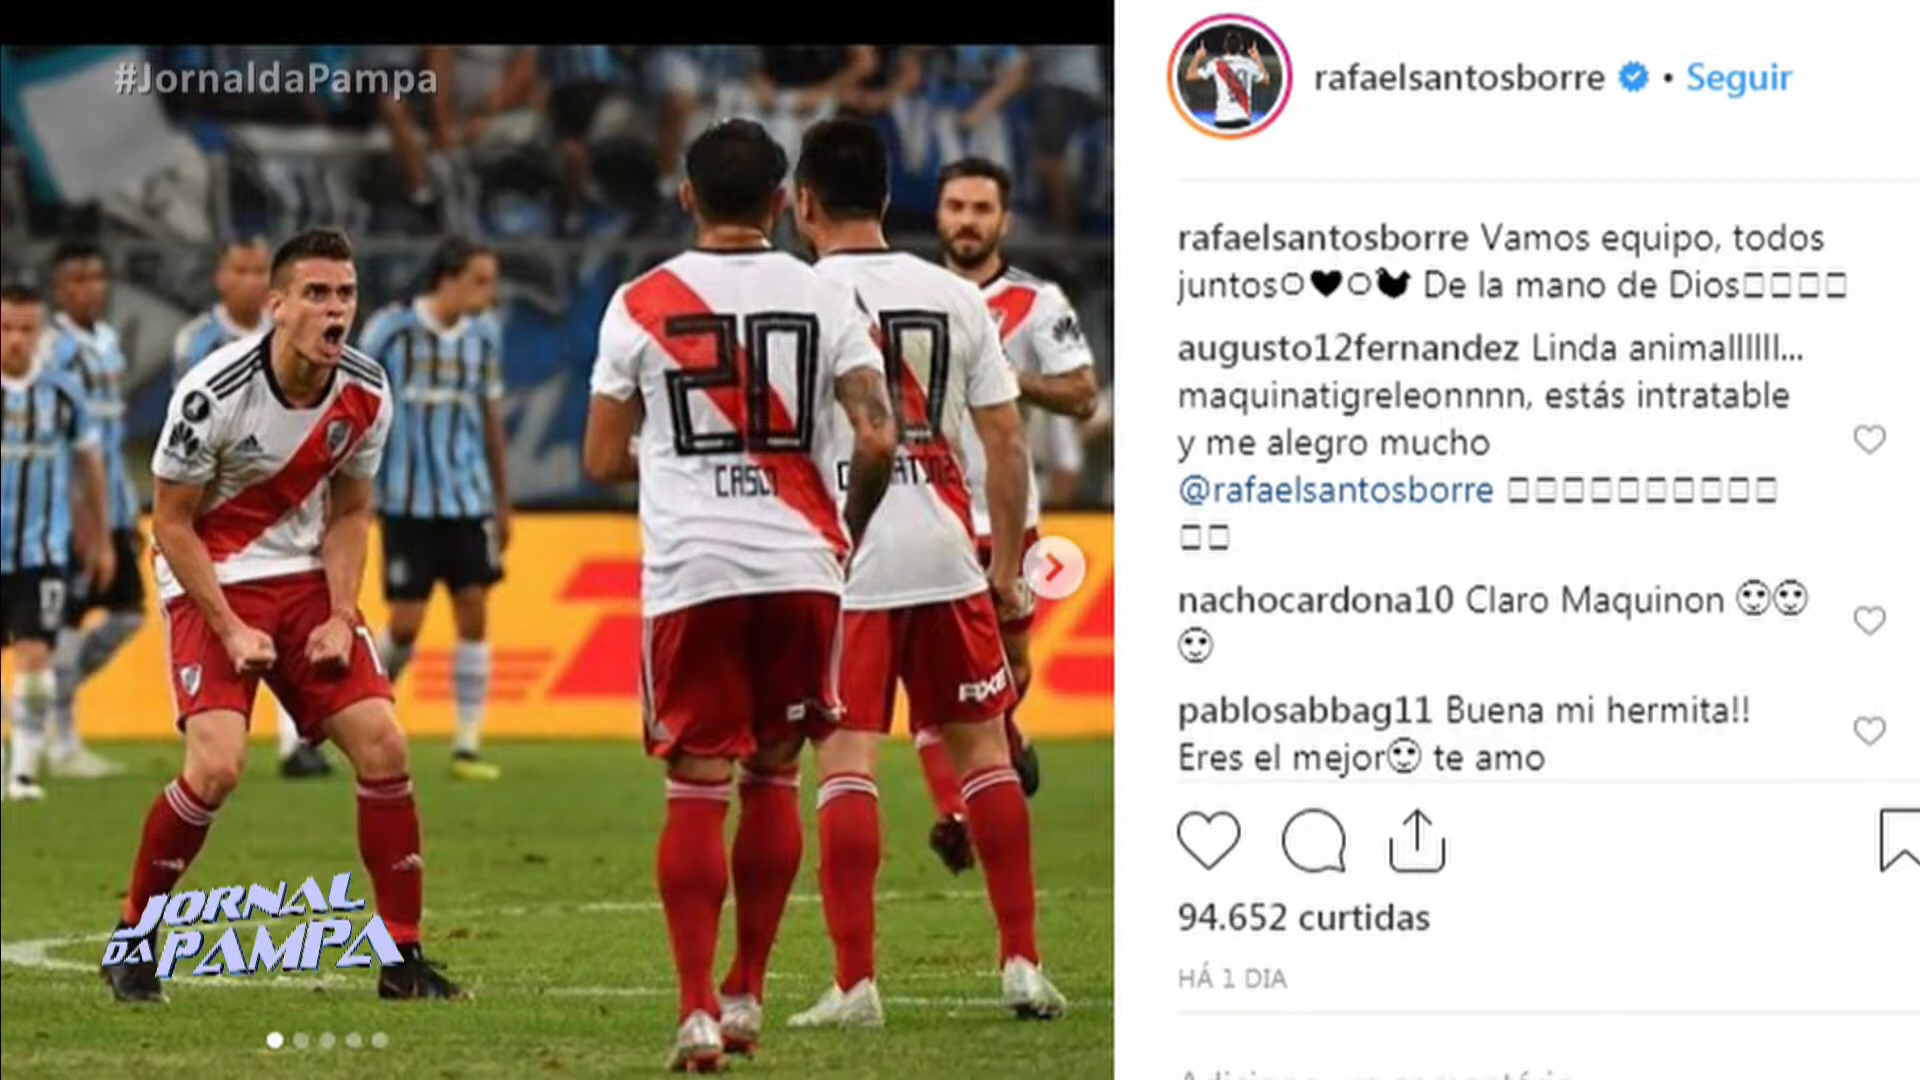 #JornaldaPampa
rafaelsantosborre • Seguir
rafaelsantosborre Vamos equipo, todos
juntos De la mano de Dios
augusto12fernandez Linda animallllll...
maquinatigreleonnnn, estás intratable
y me alegro mucho
@rafaelsantosborre
nachocardona10 Claro Maquinon
pablosabbag11 Buena mi hermita!!
Eres el mejor te amo
94.652 curtidas
HÁ 1 DIA
20
CASCO
0
AXE
JORNAL
DA PAMPA